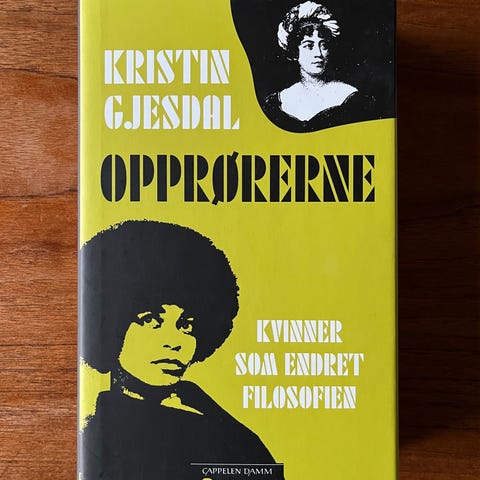 KRISTIN
GJESDAL
OPPRØRERNE
KVINNER
SOM ENDRET
FILOSOFIEN
CAPPELEN DAMM